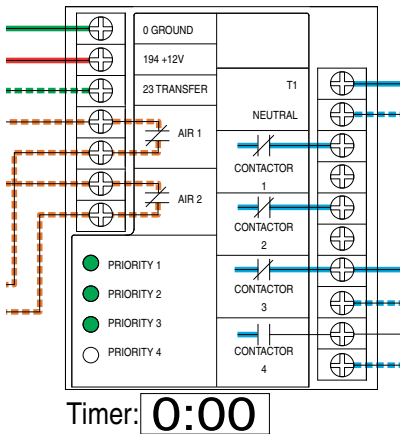 0 GROUND
194 +12V
23 TRANSFER
AIR 1
AIR 2
T1
NEUTRAL
CONTACTOR
1
CONTACTOR
2
CONTACTOR
3
CONTACTOR
4
PRIORITY 1
PRIORITY 2
PRIORITY 3
PRIORITY 4
Timer: 0:00